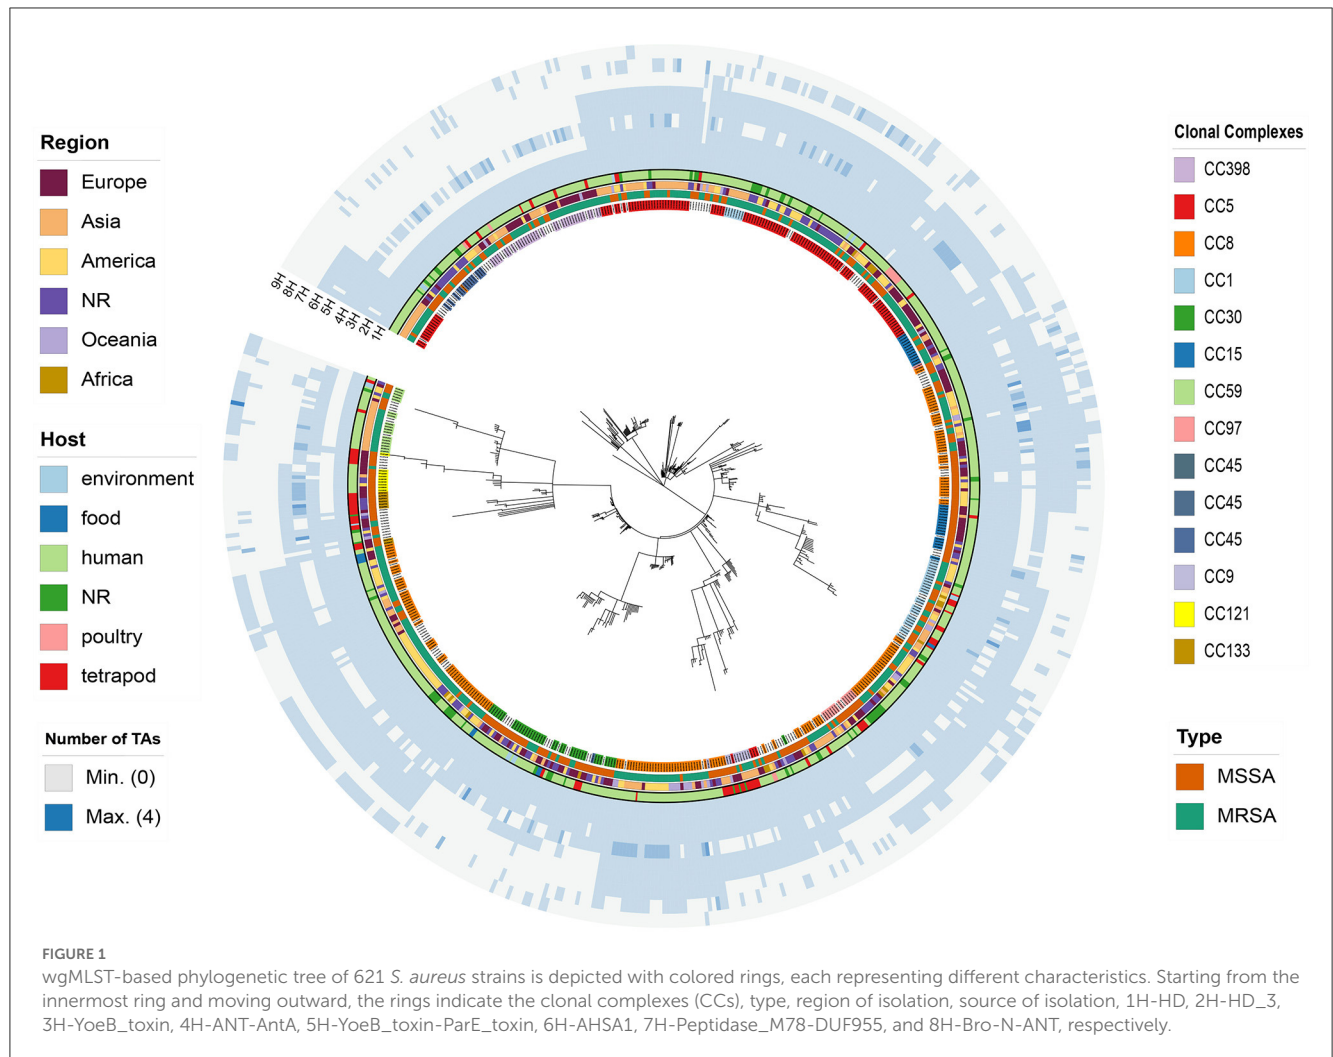 Region
Europe
Asia
America
NR
Oceania
Africa
Host
environment
food
human
NR
poultry
tetrapod
Number of TAs
Min. (0)
Max. (4)
9H
8H
7H
6H
5H
4H
3H
2H
1H
Clonal Complexes
CC398
CC5
CC8
CC1
CC30
CC15
CC59
CC97
CC45
CC45
CC45
CC9
CC121
CC133
Type
MSSA
MRSA
FIGURE 1
wgMLST-based phylogenetic tree of 621 S. aureus strains is depicted with colored rings, each representing different characteristics. Starting from the
innermost ring and moving outward, the rings indicate the clonal complexes (CCs), type, region of isolation, source of isolation, 1H-HD, 2H-HD_3,
3H-YoeB_toxin, 4H-ANT-AntA, 5H-YoeB_toxin-ParE_toxin, 6H-AHSA1, 7H-Peptidase_M78-DUF955, and 8H-Bro-N-ANT, respectively.